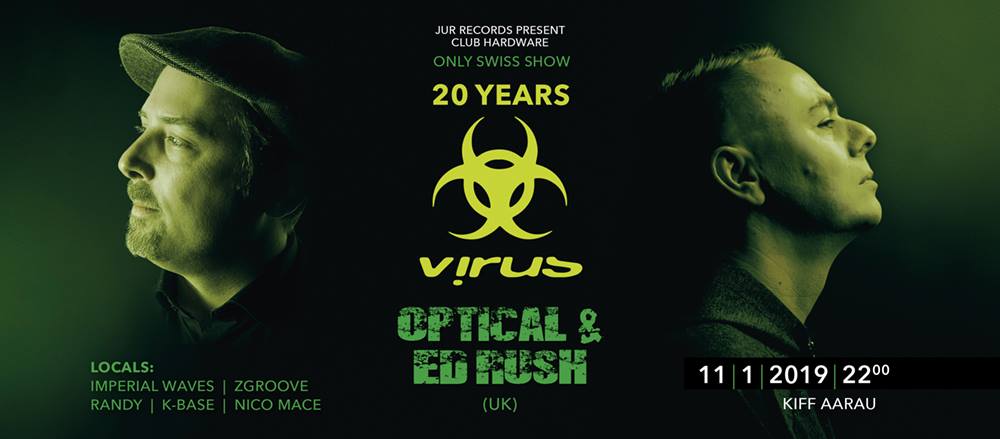 JUR RECORDS PRESENT
CLUB HARDWARE
ONLY SWISS SHOW
20 YEARS
v!rus
OPTICAL &
ED RUSH
(UK)
LOCALS:
IMPERIAL WAVES | ZGROOVE
RANDY | K-BASE | NICO MACE
11 | 1 | 2019 | 22⁰⁰
KIFF AARAU